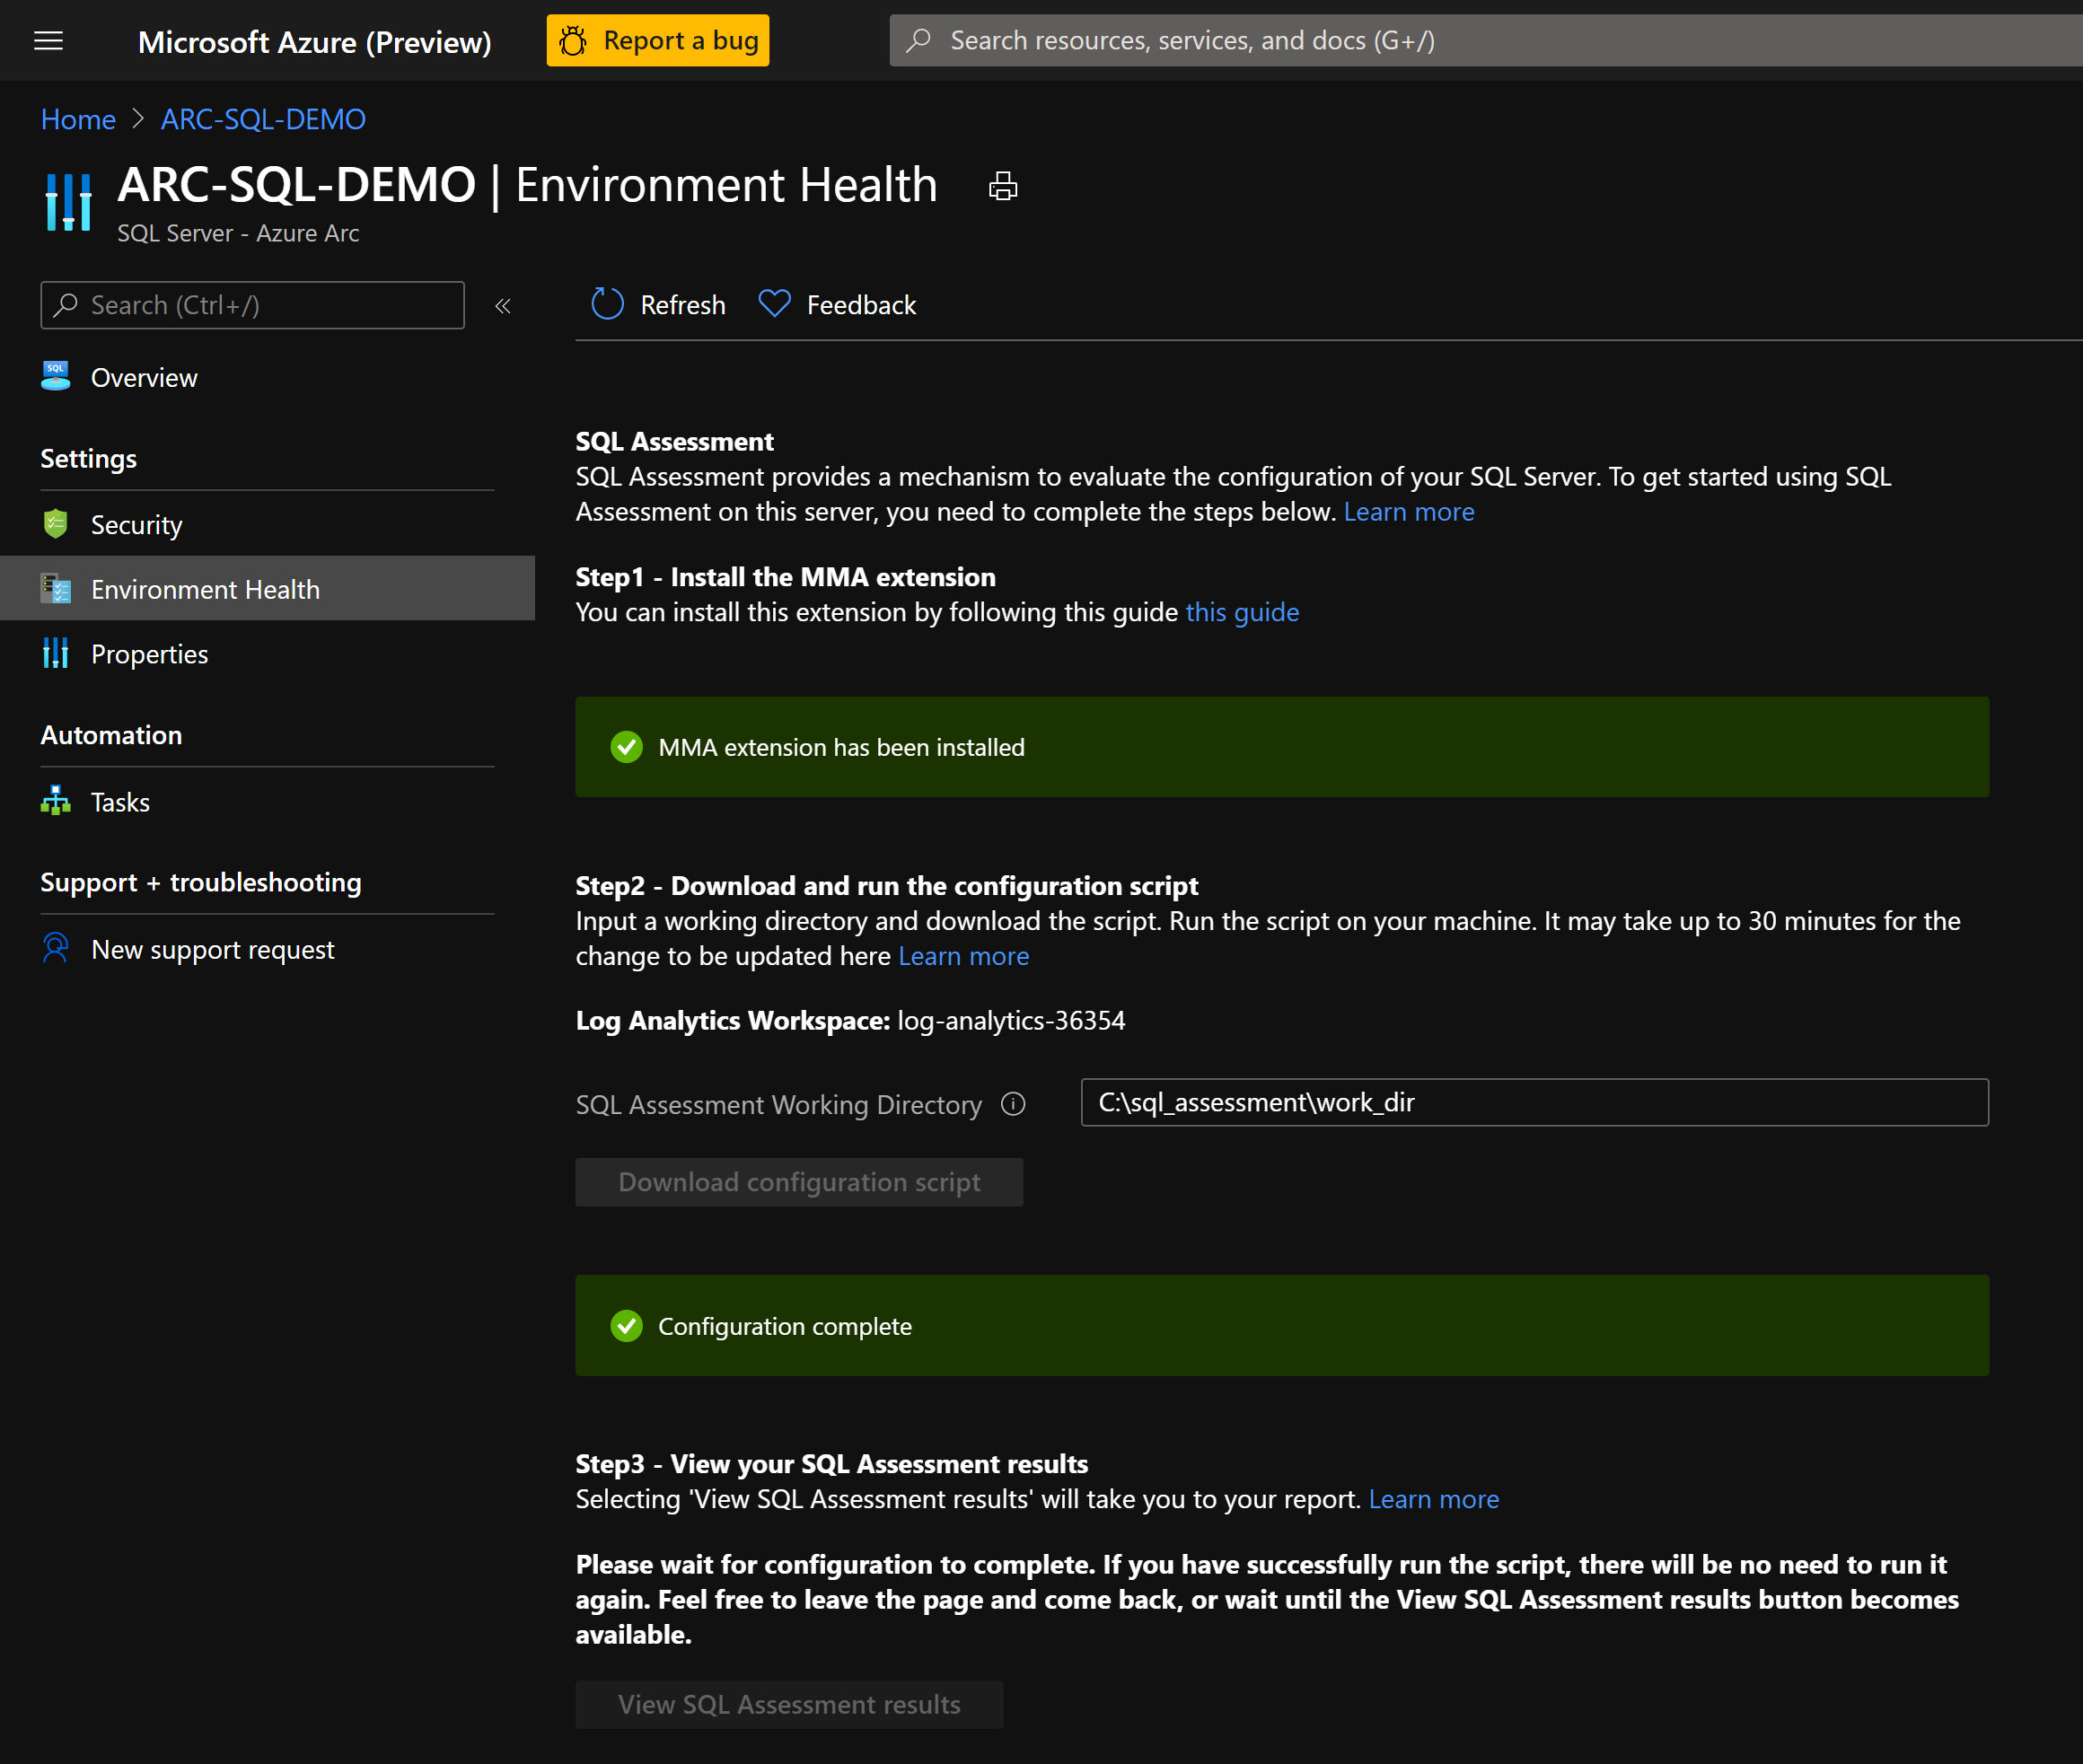 Microsoft Azure (Preview)
Report a bug
Search resources, services, and docs (G+/)
Home
ARC-SQL-DEMO
ARC-SQL-DEMO | Environment Health
SQL Server - Azure Arc
Search (Ctrl+/)
«
Refresh
Feedback
SQL
Overview
Settings
Security
Environment Health
Properties
Automation
Tasks
Support + troubleshooting
New support request
SQL Assessment
SQL Assessment provides a mechanism to evaluate the configuration of your SQL Server. To get started using SQL
Assessment on this server, you need to complete the steps below. Learn more
Step1 - Install the MMA extension
You can install this extension by following this guide this guide
MMA extension has been installed
Step2 - Download and run the configuration script
Input a working directory and download the script. Run the script on your machine. It may take up to 30 minutes for the
change to be updated here Learn more
Log Analytics Workspace: log-analytics-36354
SQL Assessment Working Directory
C:\sql_assessment\work_dir
Download configuration script
Configuration complete
Step3 - View your SQL Assessment results
Selecting 'View SQL Assessment results' will take you to your report. Learn more
Please wait for configuration to complete. If you have successfully run the script, there will be no need to run it
again. Feel free to leave the page and come back, or wait until the View SQL Assessment results button becomes
available.
View SQL Assessment results